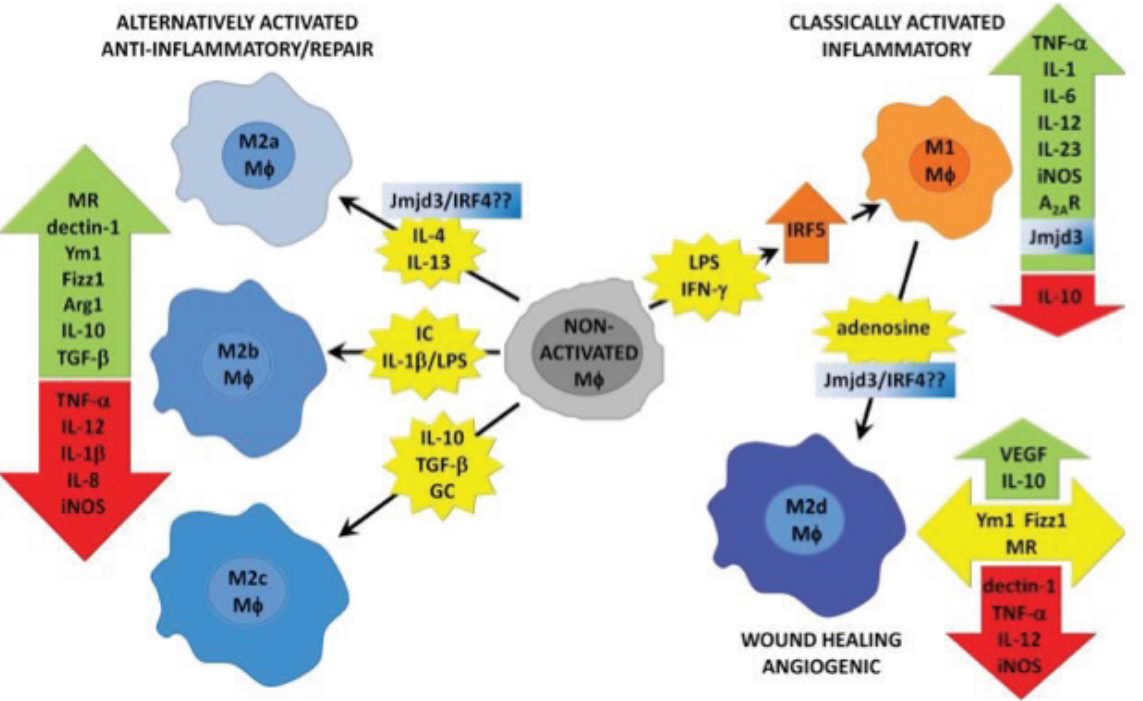 ALTERNATIVELY ACTIVATED
ANTI-INFLAMMATORY/REPAIR
M2a
Mϕ
MR
dectin-1
Ym1
Fizz1
Arg1
IL-10
TGF-β
TNF-α
IL-12
IL-1β
IL-8
iNOS
Jmjd3/IRF4??
IL-4
IL-13
M2b
Mϕ
IC
IL-1β/LPS
IL-10
TGF-β
GC
M2c
Mϕ
NON-
ACTIVATED
Mϕ
LPS
IFN-γ
IRF5
CLASSICALLY ACTIVATED
INFLAMMATORY
M1
Mϕ
TNF-α
IL-1
IL-6
IL-12
IL-23
iNOS
A₂ₐR
Jmjd3
IL-10
adenosine
Jmjd3/IRF4??
M2d
Mϕ
WOUND HEALING
ANGIOGENIC
VEGF
IL-10
Ym1 Fizz1
MR
dectin-1
TNF-α
IL-12
iNOS